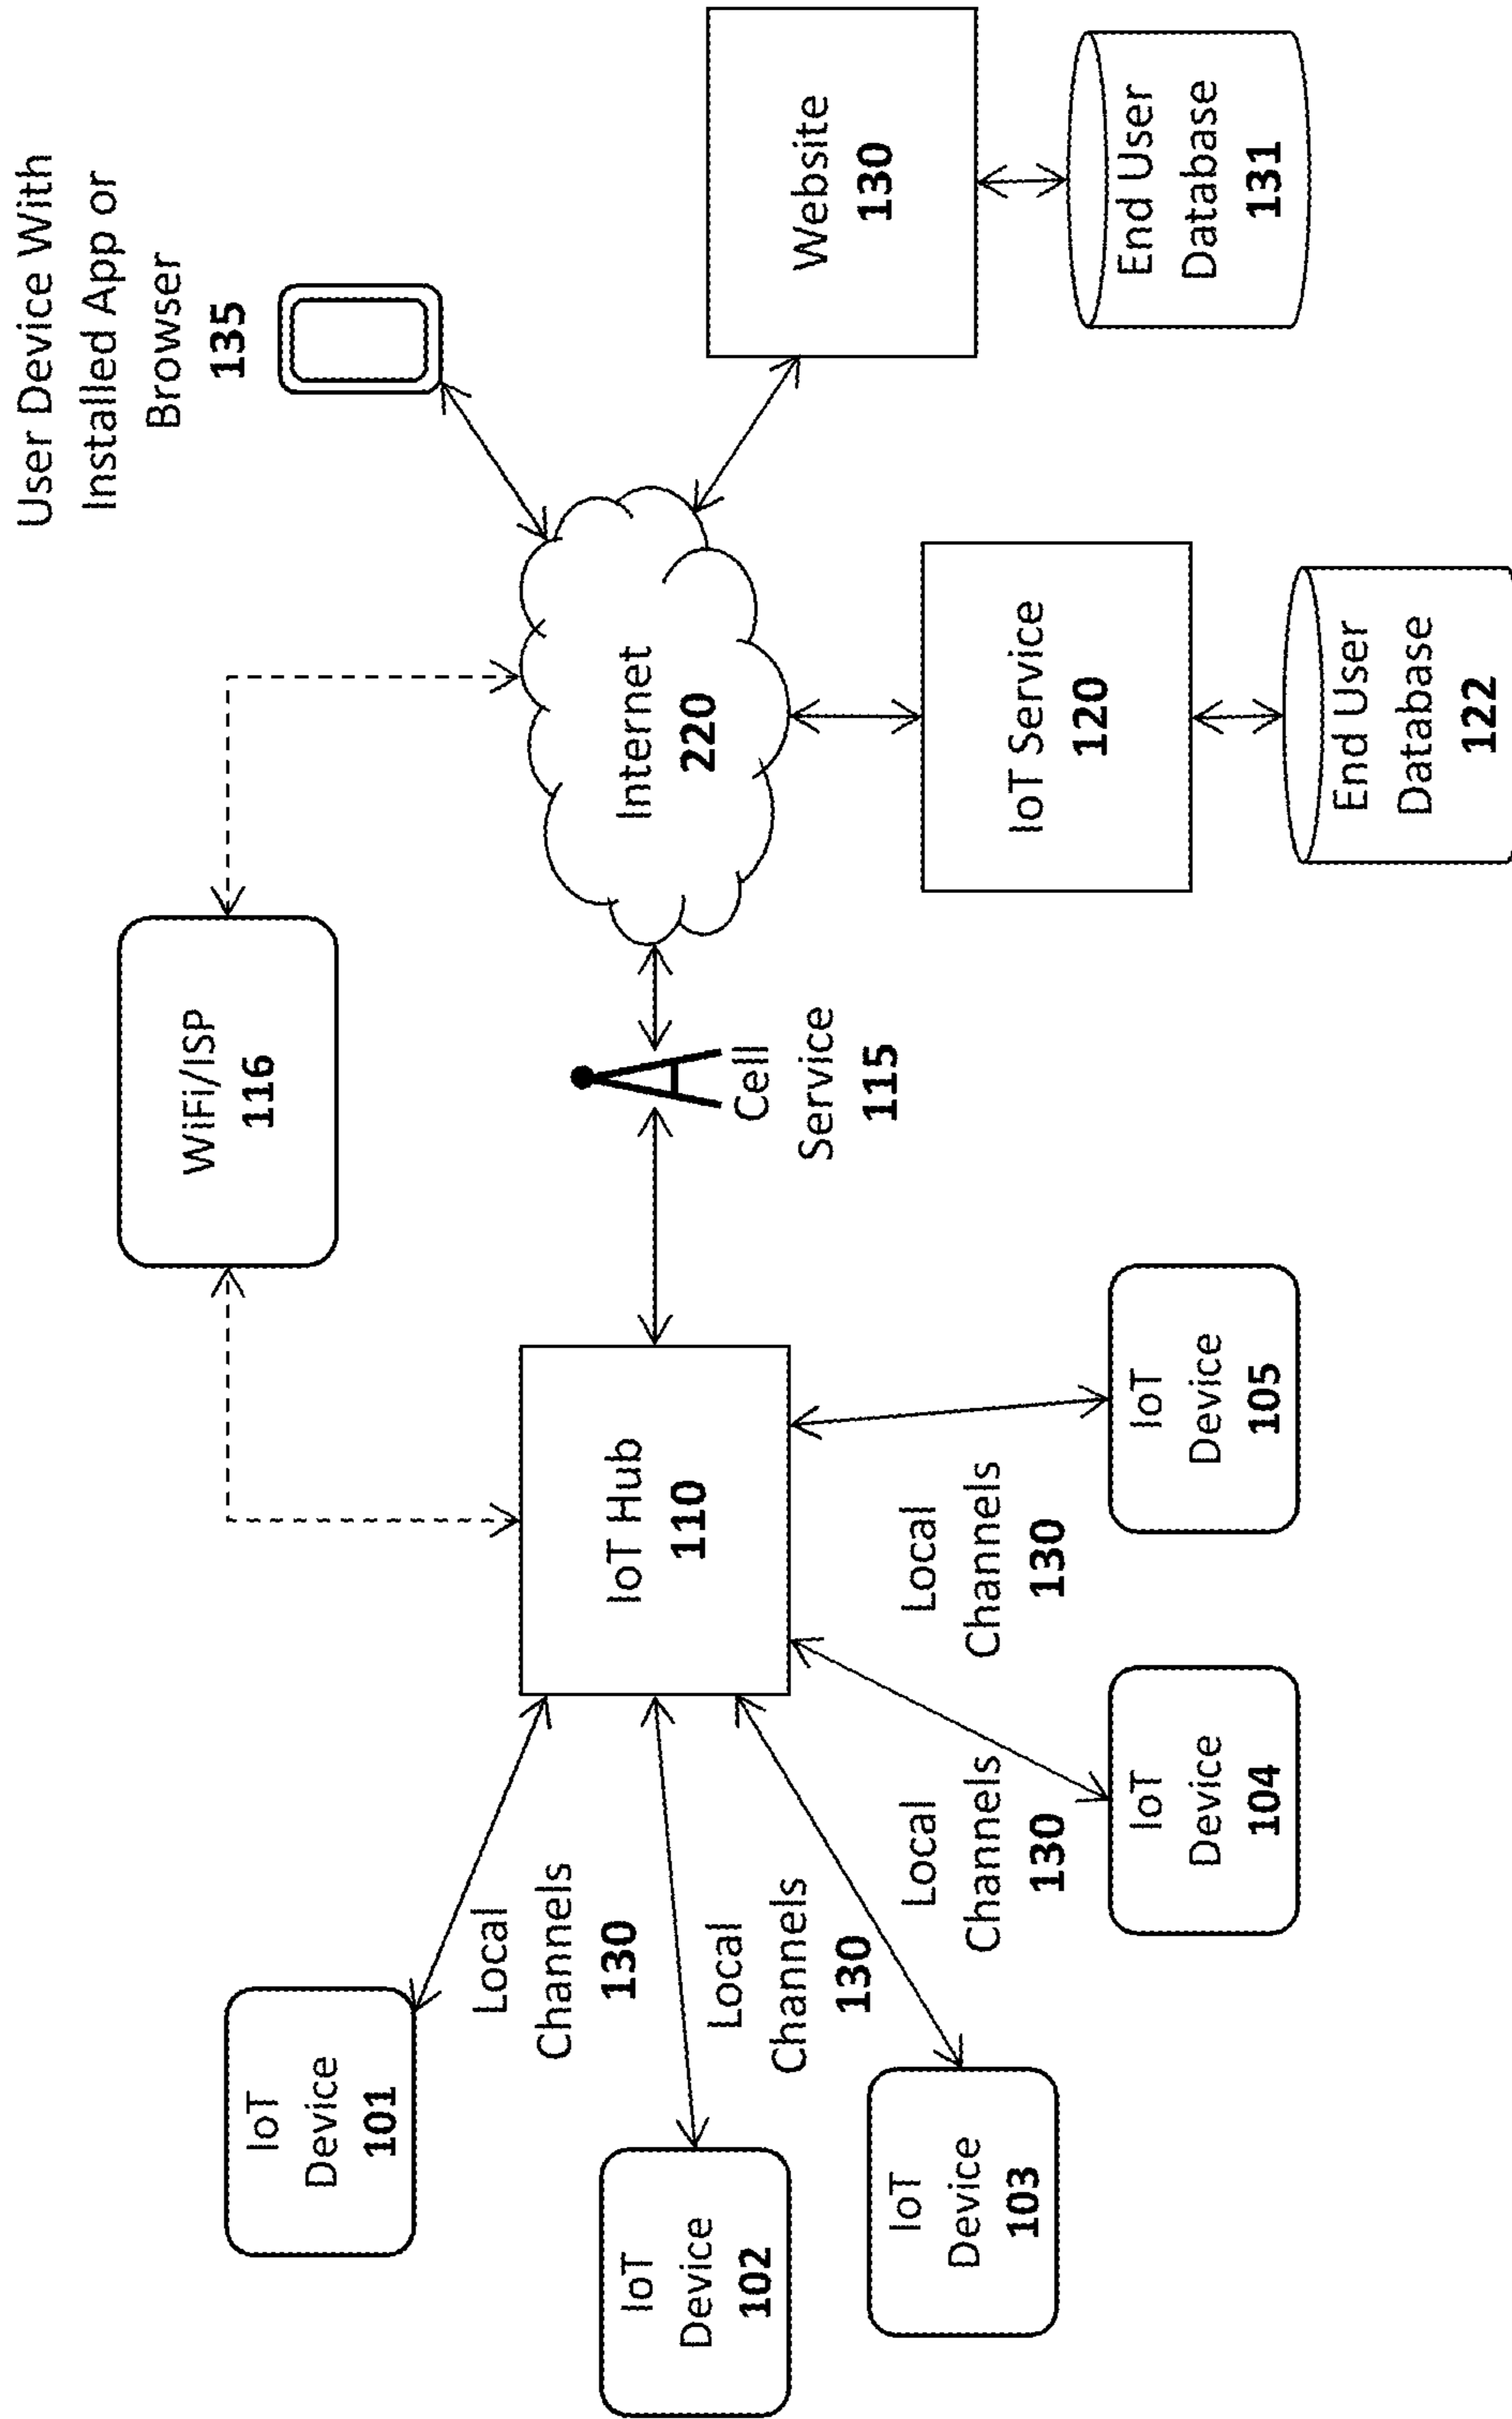 User Device With
Installed App or
Browser
135
WiFi/ISP
116
Website
130
End User
Database
131
Internet
220
IoT Service
120
End User
Database
122
Cell
Service
115
IoT Hub
110
IoT
Device
101
Local
Channels
130
IoT
Device
102
Local
Channels
130
IoT
Device
103
Local
Channels
130
IoT
Device
104
Local
Channels
130
IoT
Device
105